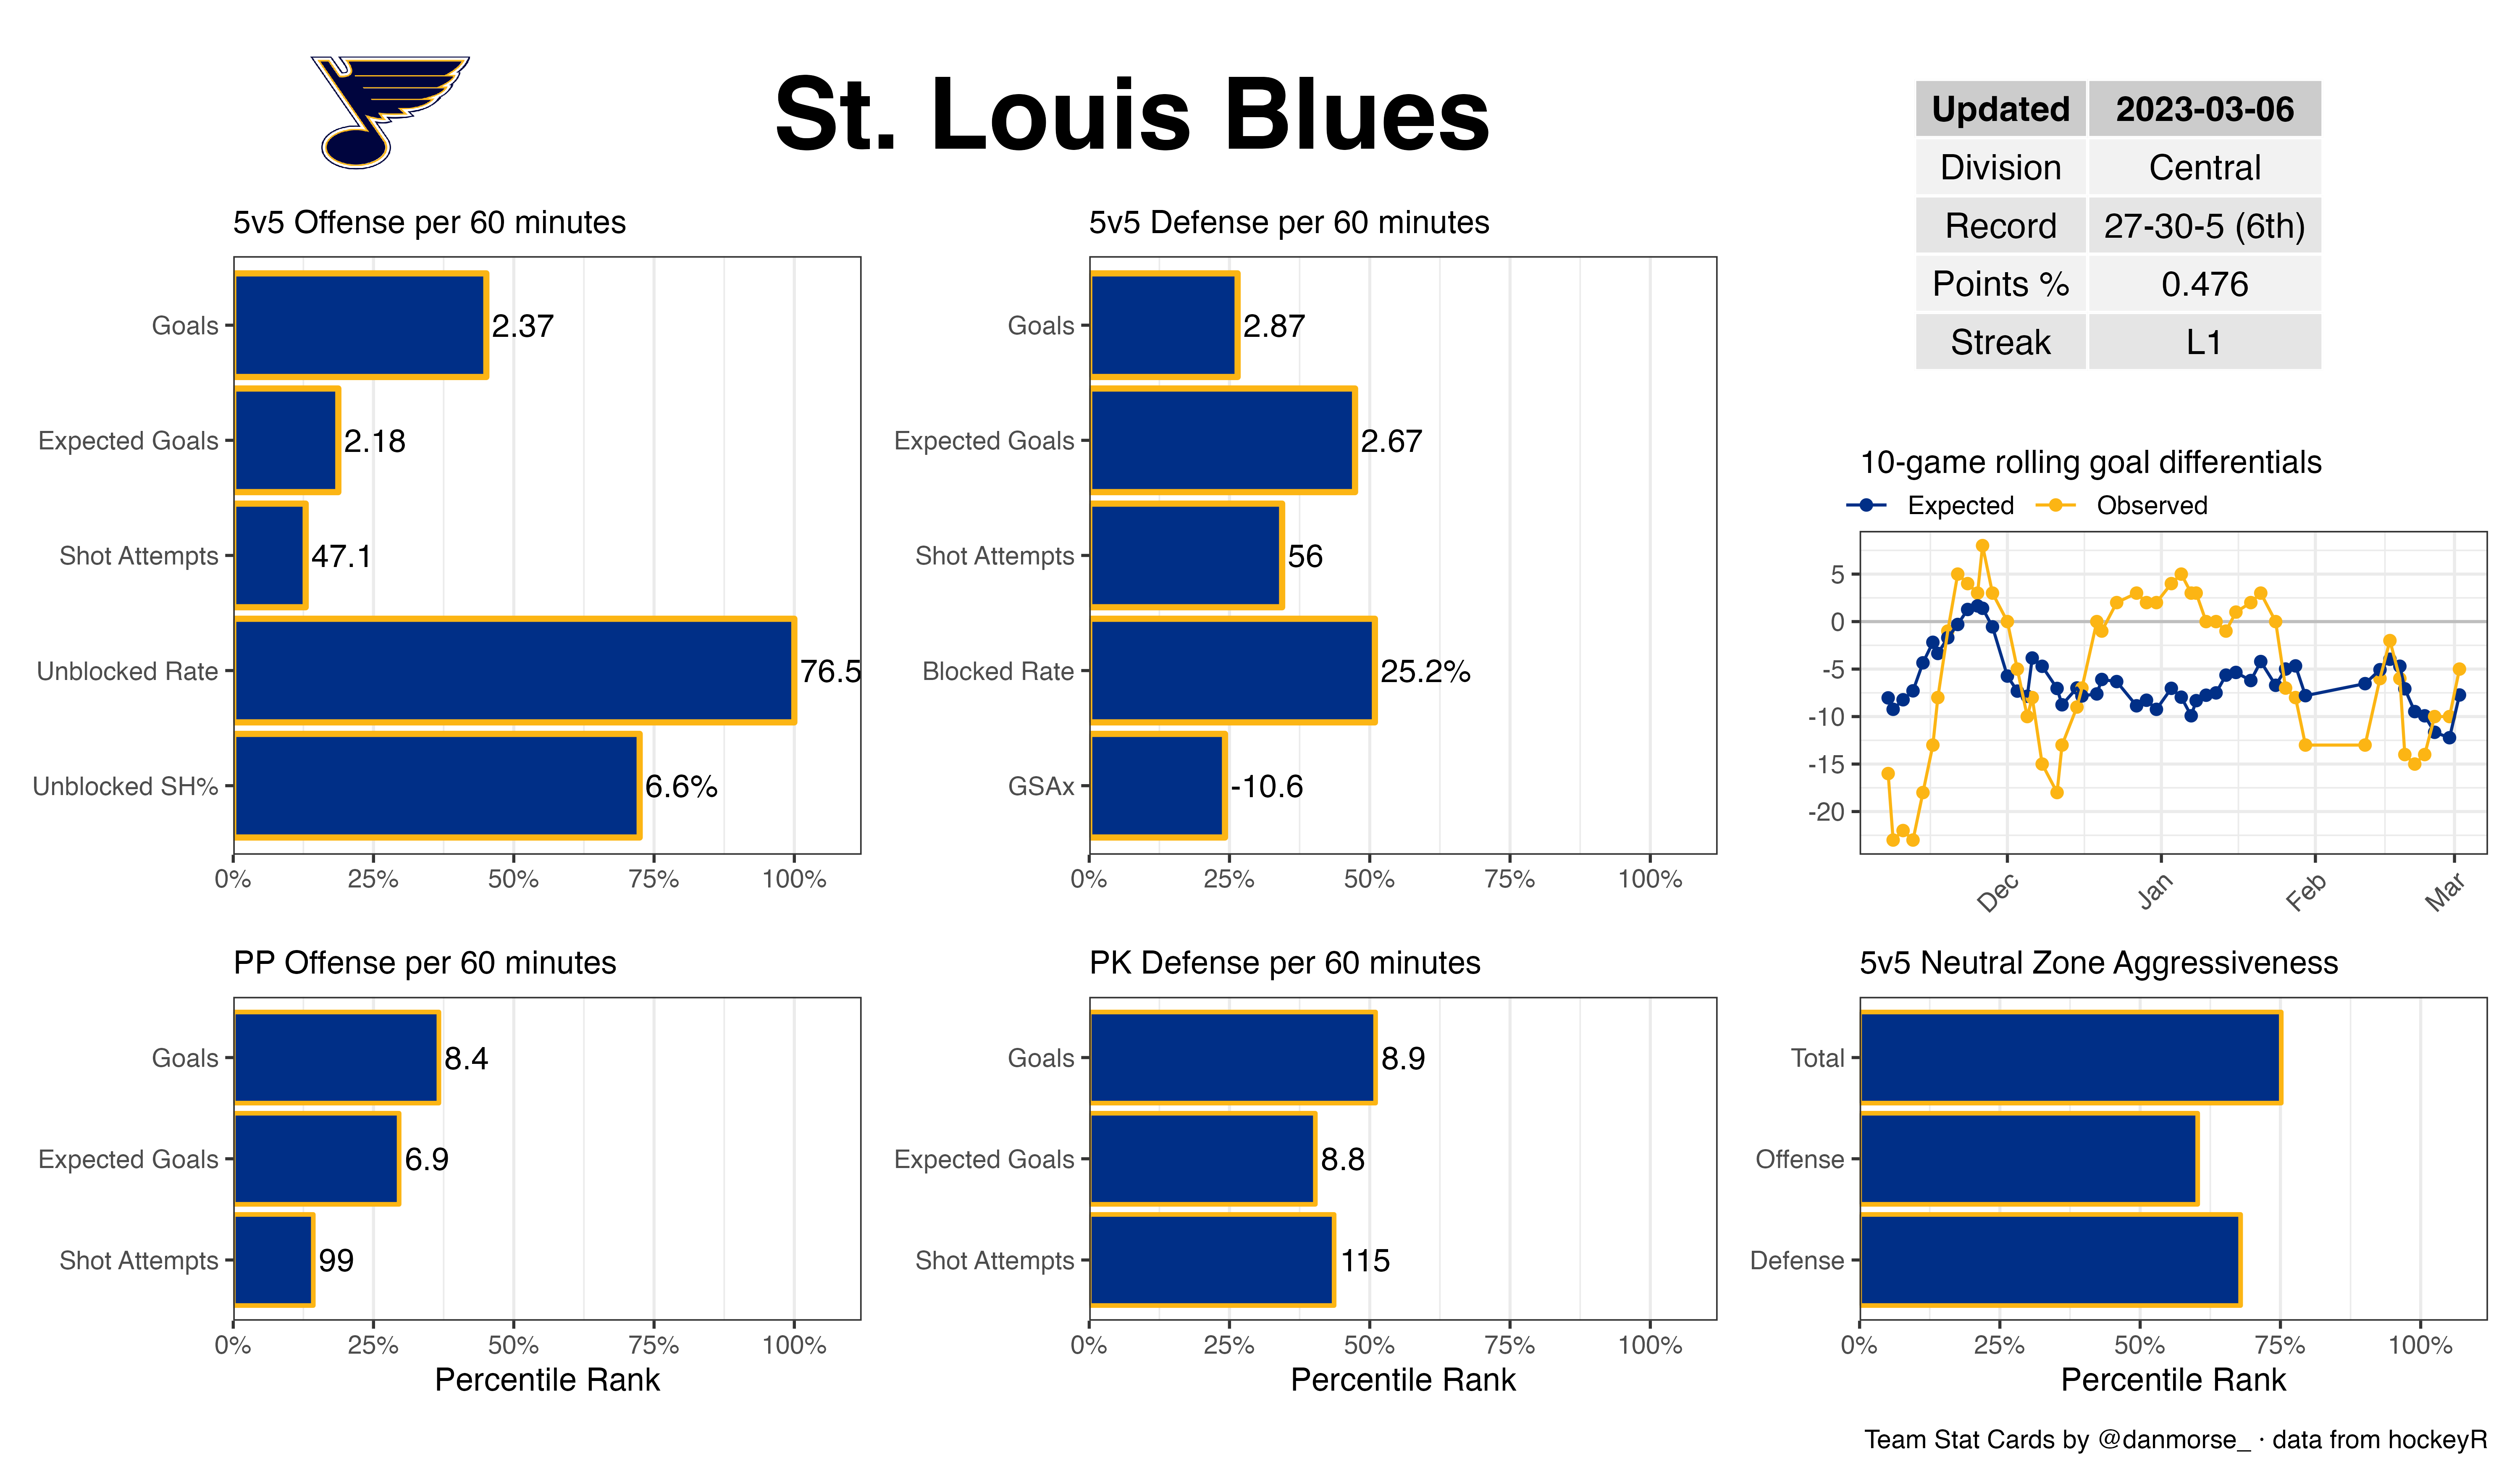 St. Louis Blues
Updated 2023-03-06
Division Central
Record 27-30-5 (6th)
Points % 0.476
Streak L1
5v5 Offense per 60 minutes
Goals 2.37
Expected Goals 2.18
Shot Attempts 47.1
Unblocked Rate 76.5
Unblocked SH% 6.6%
0% 25% 50% 75% 100%
5v5 Defense per 60 minutes
Goals 2.87
Expected Goals 2.67
Shot Attempts 56
Blocked Rate 25.2%
GSAx -10.6
0% 25% 50% 75% 100%
10-game rolling goal differentials
Expected Observed
5
0
-5
-10
-15
-20
Dec Jan Feb Mar
PP Offense per 60 minutes
Goals 8.4
Expected Goals 6.9
Shot Attempts 99
0% 25% 50% 75% 100%
Percentile Rank
PK Defense per 60 minutes
Goals 8.9
Expected Goals 8.8
Shot Attempts 115
0% 25% 50% 75% 100%
Percentile Rank
5v5 Neutral Zone Aggressiveness
Total
Offense
Defense
0% 25% 50% 75% 100%
Percentile Rank
Team Stat Cards by @danmorse_ · data from hockeyR